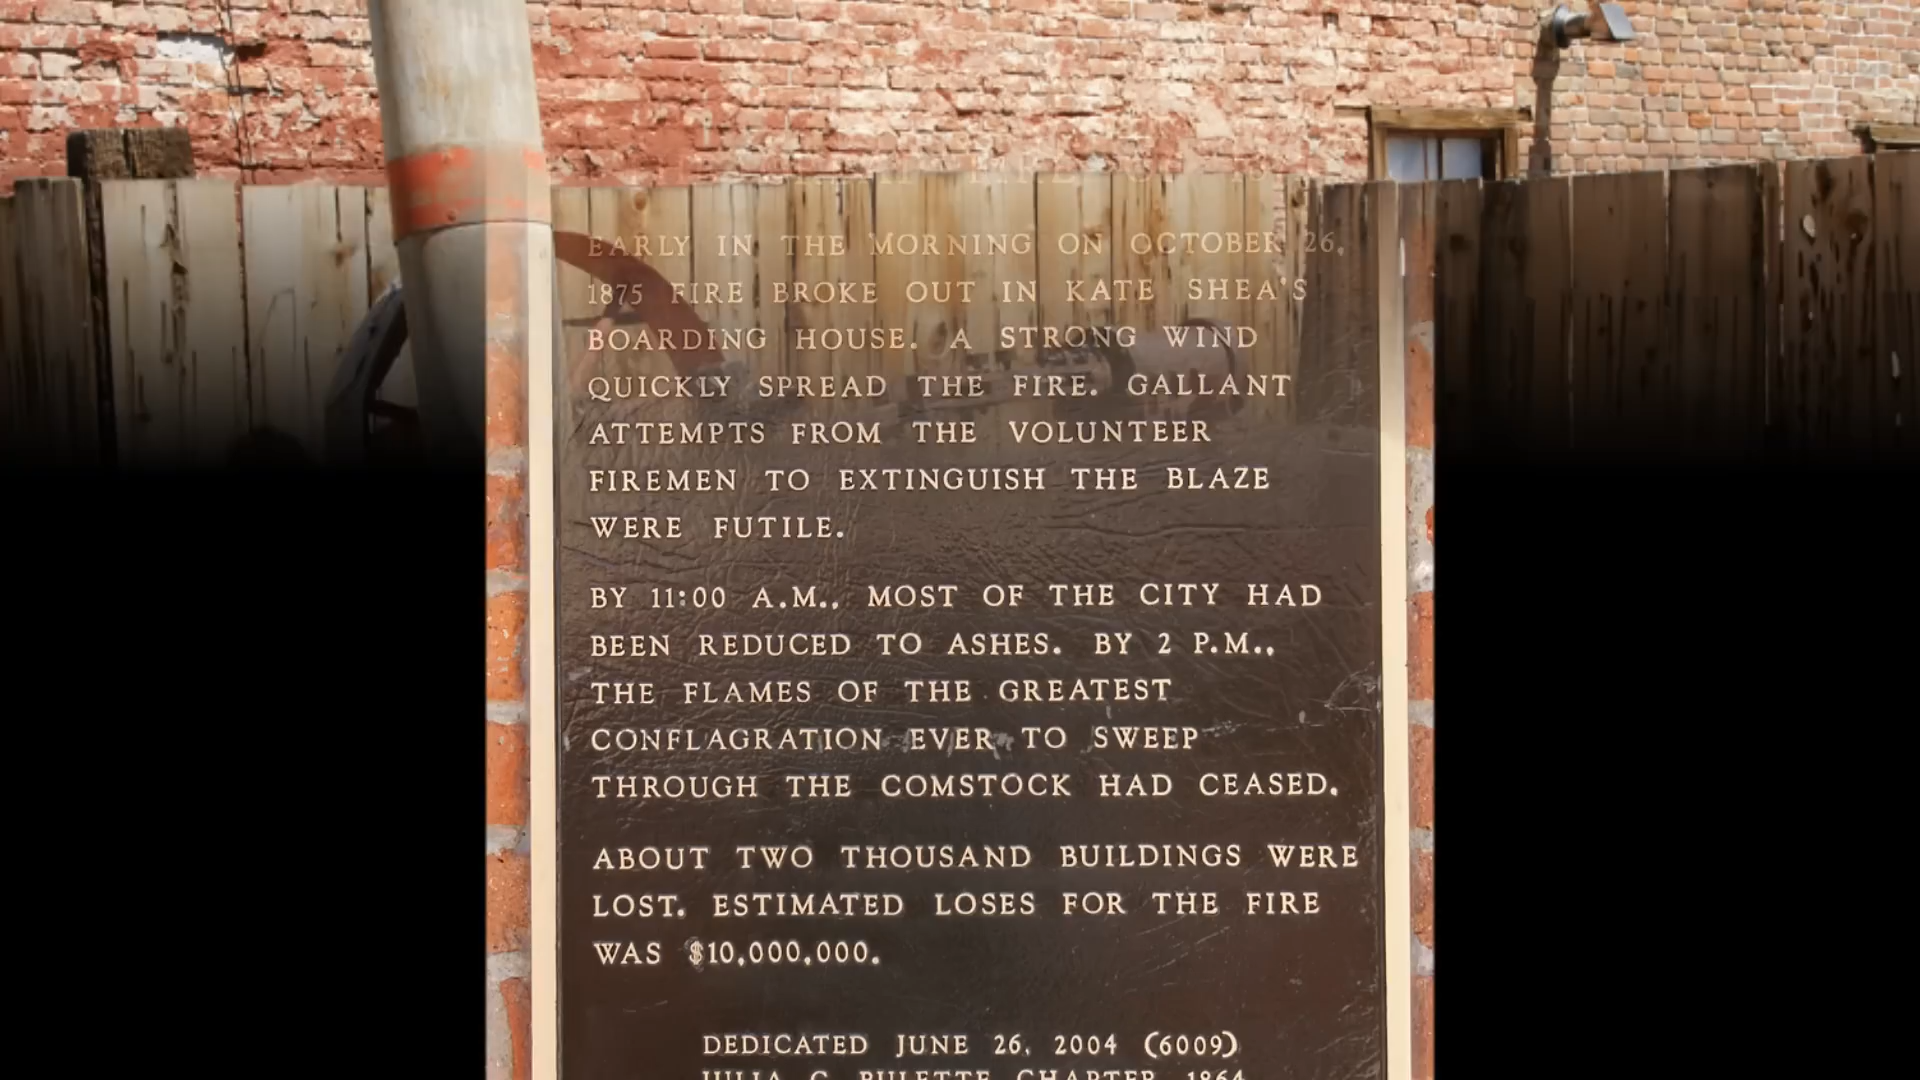 EARLY IN THE MORNING ON OCTOBER 26,
1875 FIRE BROKE OUT IN KATE SHEA'S
BOARDING HOUSE. A STRONG WIND
QUICKLY SPREAD THE FIRE. GALLANT
ATTEMPTS FROM THE VOLUNTEER
FIREMEN TO EXTINGUISH THE BLAZE
WERE FUTILE.
BY 11:00 A.M., MOST OF THE CITY HAD
BEEN REDUCED TO ASHES. BY 2 P.M.,
THE FLAMES OF THE GREATEST
CONFLAGRATION EVER TO SWEEP
THROUGH THE COMSTOCK HAD CEASED.
ABOUT TWO THOUSAND BUILDINGS WERE
LOST. ESTIMATED LOSES FOR THE FIRE
WAS $10,000,000.
DEDICATED JUNE 26, 2004 (6009)
JULIA C. BULETTE CHAPTER 1864